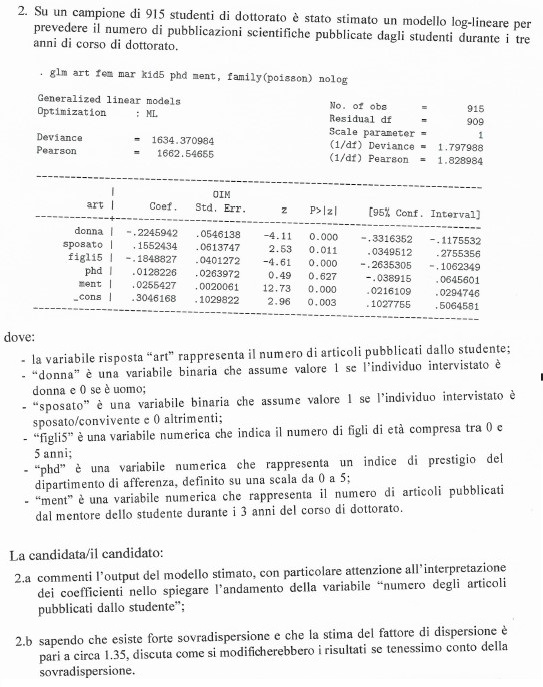 2. Su un campione di 915 studenti di dottorato è stato stimato un modello log-lineare per
prevedere il numero di pubblicazioni scientifiche pubblicate dagli studenti durante i tre
anni di corso di dottorato.
. glm art fem mar kid5 phd ment, family(poisson) nolog
Generalized linear models No. of obs = 915
Optimization : ML Residual df = 909
Scale parameter = 1
Deviance = 1634.370984 (1/df) Deviance = 1.797988
Pearson = 1662.54655 (1/df) Pearson = 1.828984
| OIM
art | Coef. Std. Err. z P>|z| [95% Conf. Interval]
donna | -.2245942 .0546138 -4.11 0.000 -.3316352 -.1175532
sposato | .1552434 .0613747 2.53 0.011 .0349512 .2755356
figli5 | -.1848827 .0401272 -4.61 0.000 -.2635305 -.1062349
phd | .0128226 .0263972 0.49 0.627 -.038915 .0645601
ment | .0255427 .0020061 12.73 0.000 .0216109 .0294746
_cons | .3046168 .1029822 2.96 0.003 .1027755 .5064581
dove:
- la variabile risposta “art” rappresenta il numero di articoli pubblicati dallo studente;
- “donna” è una variabile binaria che assume valore 1 se l’individuo intervistato è
donna e 0 se è uomo;
- “sposato” è una variabile binaria che assume valore 1 se l’individuo intervistato è
sposato/convivente e 0 altrimenti;
- “figli5” è una variabile numerica che indica il numero di figli di età compresa tra 0 e
5 anni;
- “phd” è una variabile numerica che rappresenta un indice di prestigio del
dipartimento di afferenza, definito su una scala da 0 a 5;
- “ment” è una variabile numerica che rappresenta il numero di articoli pubblicati
dal mentore dello studente durante i 3 anni del corso di dottorato.
La candidata/il candidato:
2.a commenti l’output del modello stimato, con particolare attenzione all’interpretazione
dei coefficienti nello spiegare l’andamento della variabile “numero degli articoli
pubblicati dallo studente”;
2.b sapendo che esiste forte sovradispersione e che la stima del fattore di dispersione è
pari a circa 1.35, discuta come si modificherebbero i risultati se tenessimo conto della
sovradispersione.